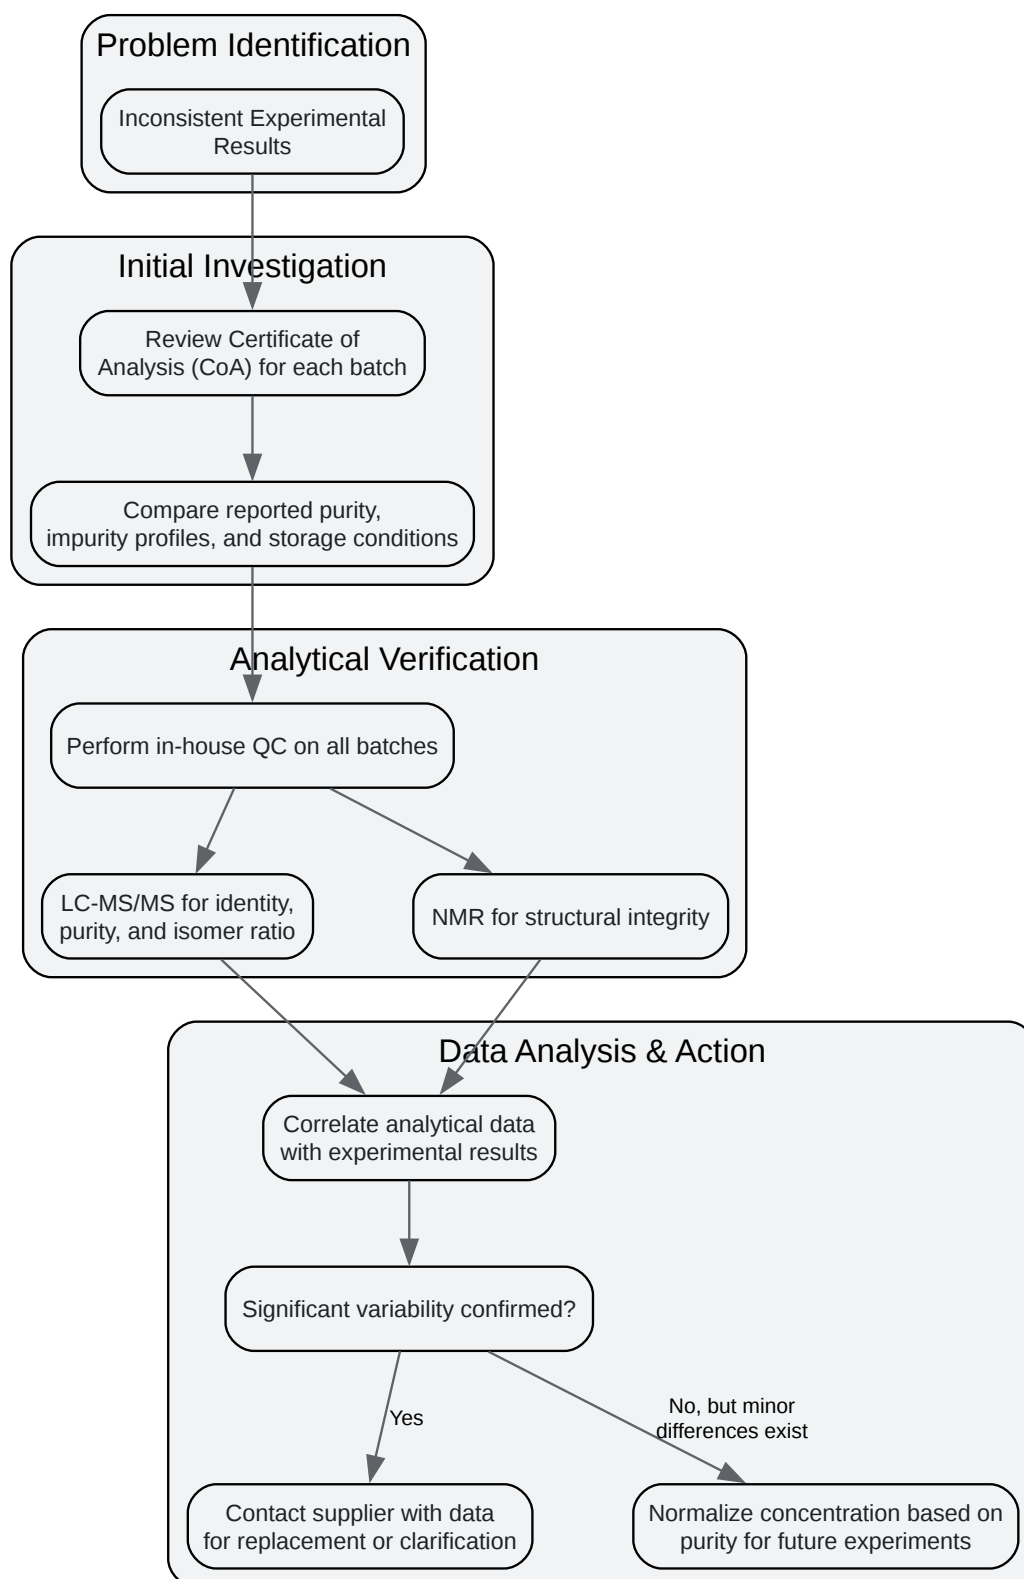 Problem Identification
Inconsistent Experimental
Results
Initial Investigation
Review Certificate of
Analysis (CoA) for each batch
Compare reported purity,
impurity profiles, and storage conditions
Analytical Verification
Perform in-house QC on all batches
LC-MS/MS for identity,
purity, and isomer ratio
NMR for structural integrity
Data Analysis & Action
Correlate analytical data
with experimental results
Significant variability confirmed?
Yes
No, but minor
differences exist
Contact supplier with data
for replacement or clarification
Normalize concentration based on
purity for future experiments